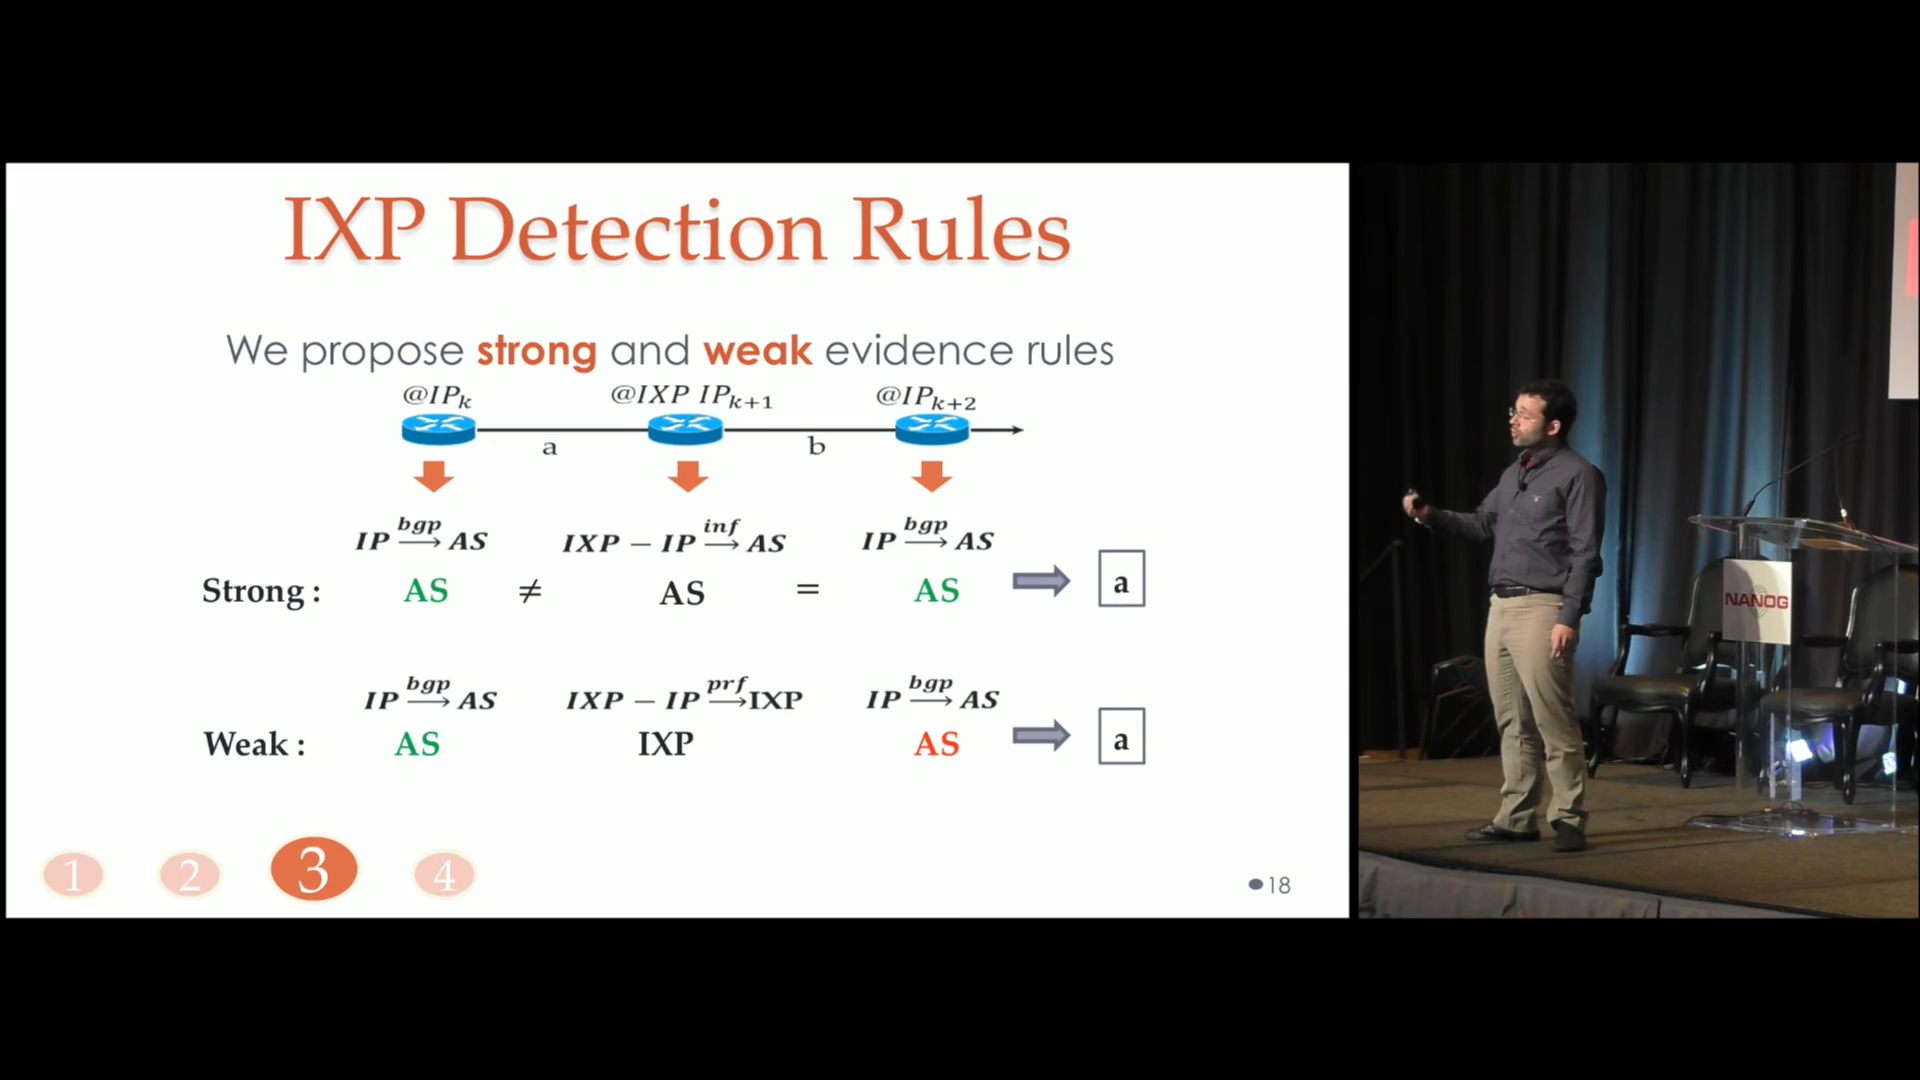 IXP Detection Rules
We propose strong and weak evidence rules
@IPₖ @IXP IPₖ₊₁ @IPₖ₊₂
a b
IP bgp→ AS IXP − IP inf→ AS IP bgp→ AS
Strong : AS ≠ AS = AS a
IP bgp→ AS IXP − IP prf→ IXP IP bgp→ AS
Weak : AS IXP AS a
1 2 3 4
•18
NANOG